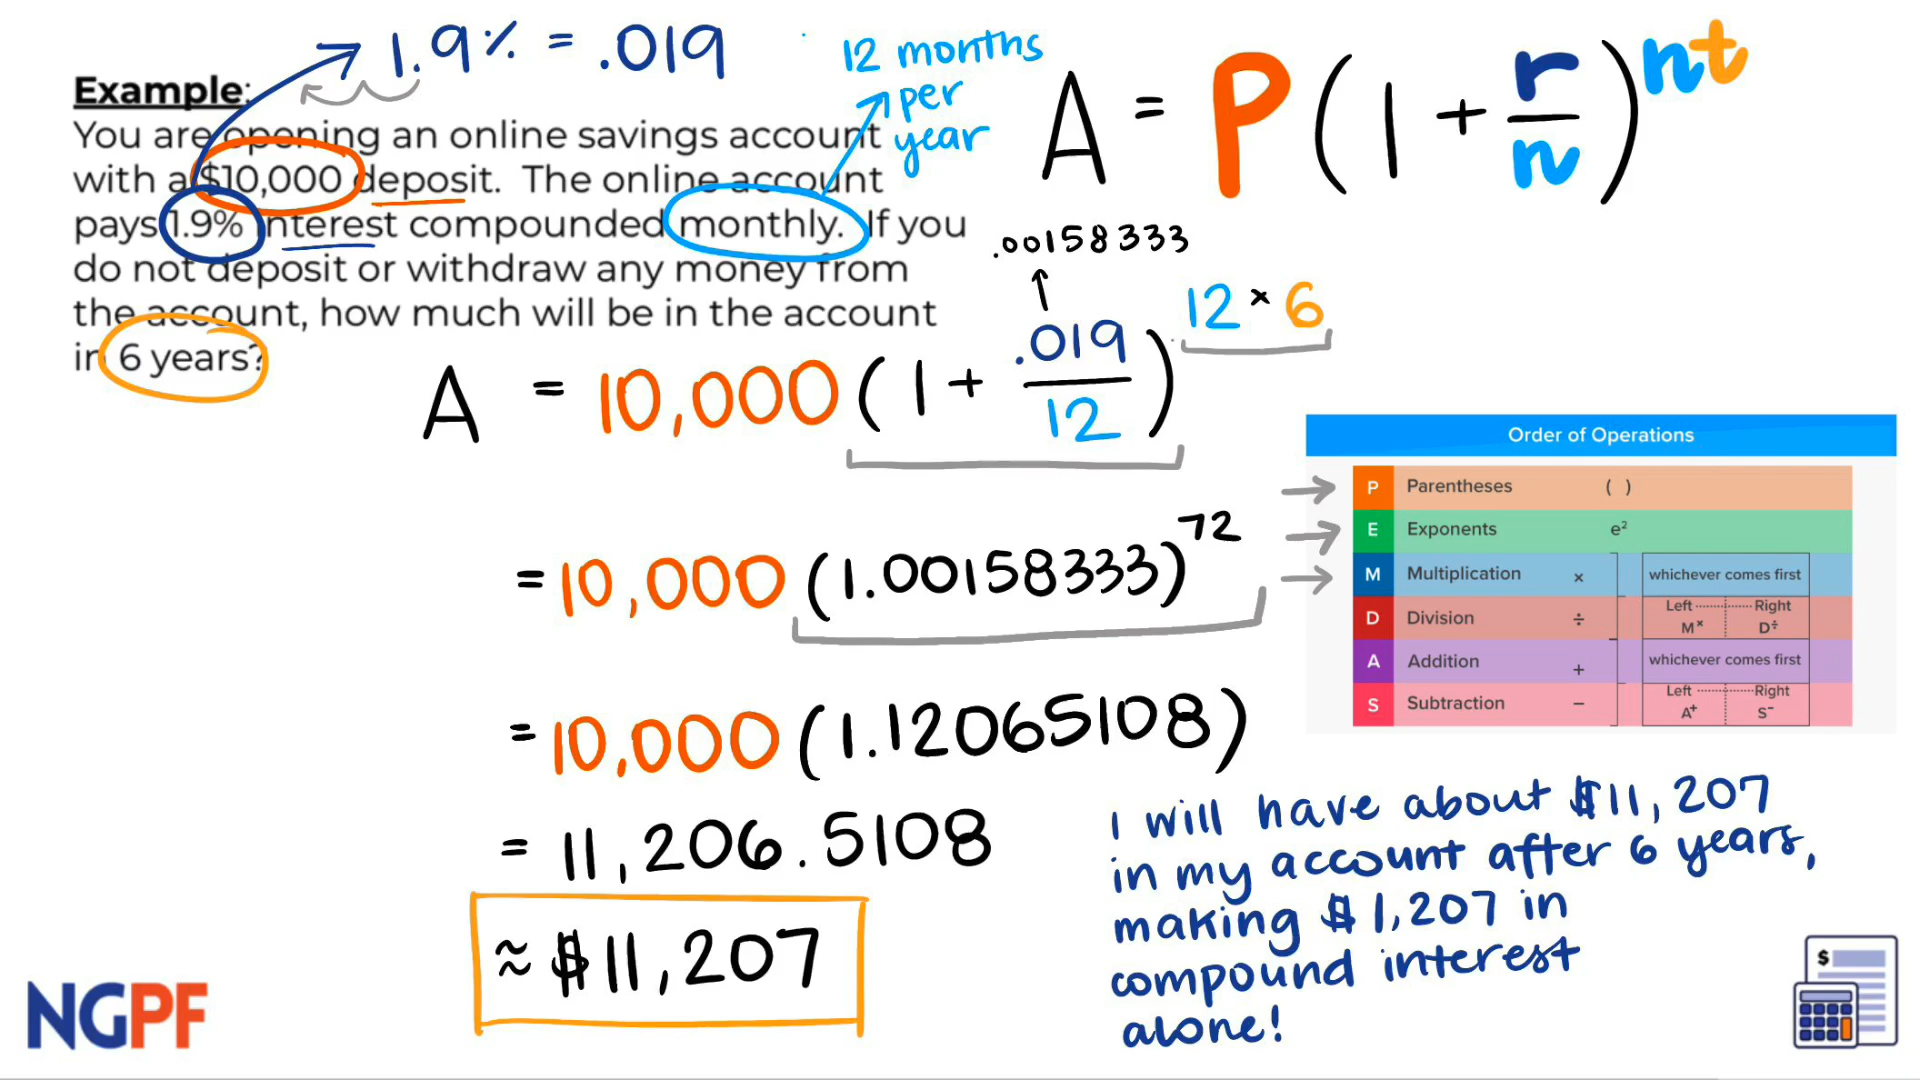 1.9% = .019
12 months
per
year
A = P(1 + r/n)^nt
Example:
You are opening an online savings account
with a $10,000 deposit. The online account
pays 1.9% interest compounded monthly. If you
do not deposit or withdraw any money from
the account, how much will be in the account
in 6 years?
.00158333
12 × 6
A = 10,000 (1 + .019/12)
= 10,000 (1.00158333)^72
= 10,000 (1.12065108)
= 11,206.5108
≈ $11,207
Order of Operations
P Parentheses ( )
E Exponents e²
M Multiplication × whichever comes first
D Division ÷ Left Right
M× D÷
A Addition + whichever comes first
S Subtraction − Left Right
A+ S−
I will have about $11,207
in my account after 6 years,
making $1,207 in
compound interest
alone!
NGPF
$